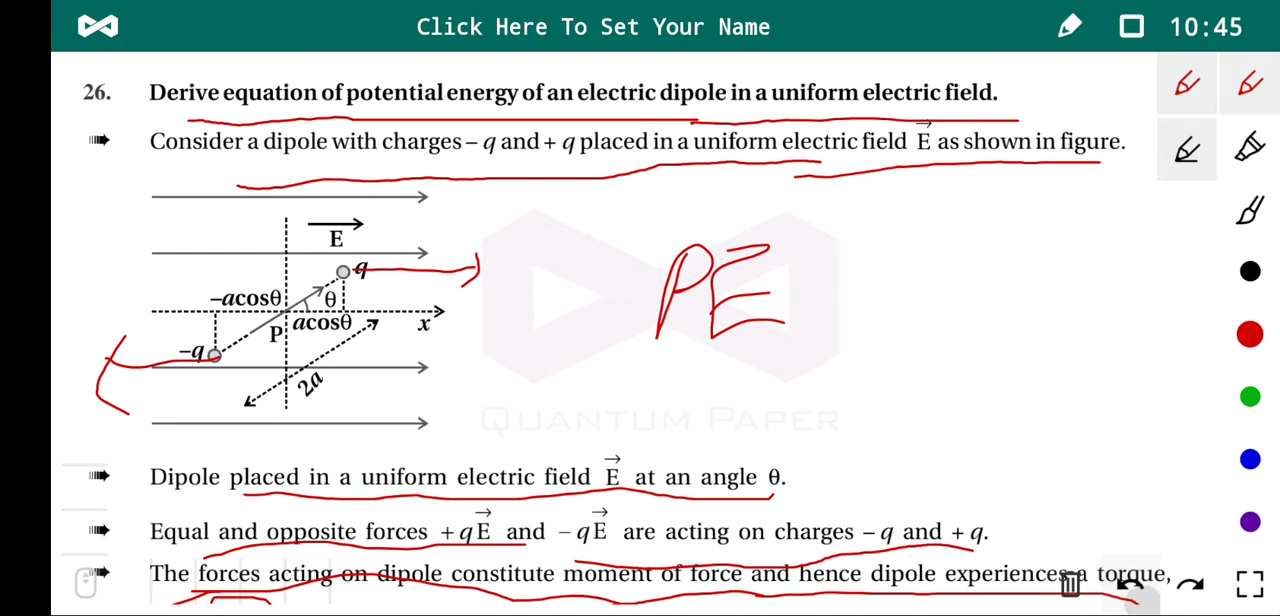 Click Here To Set Your Name
10:45
26. Derive equation of potential energy of an electric dipole in a uniform electric field.
Consider a dipole with charges – q and + q placed in a uniform electric field E⃗ as shown in figure.
E
q
–acosθ
θ
P
acosθ
x
–q
2a
PE
QUANTUM PAPER
Dipole placed in a uniform electric field E⃗ at an angle θ.
Equal and opposite forces + qE⃗ and – qE⃗ are acting on charges – q and + q.
The forces acting on dipole constitute moment of force and hence dipole experiences a torque,